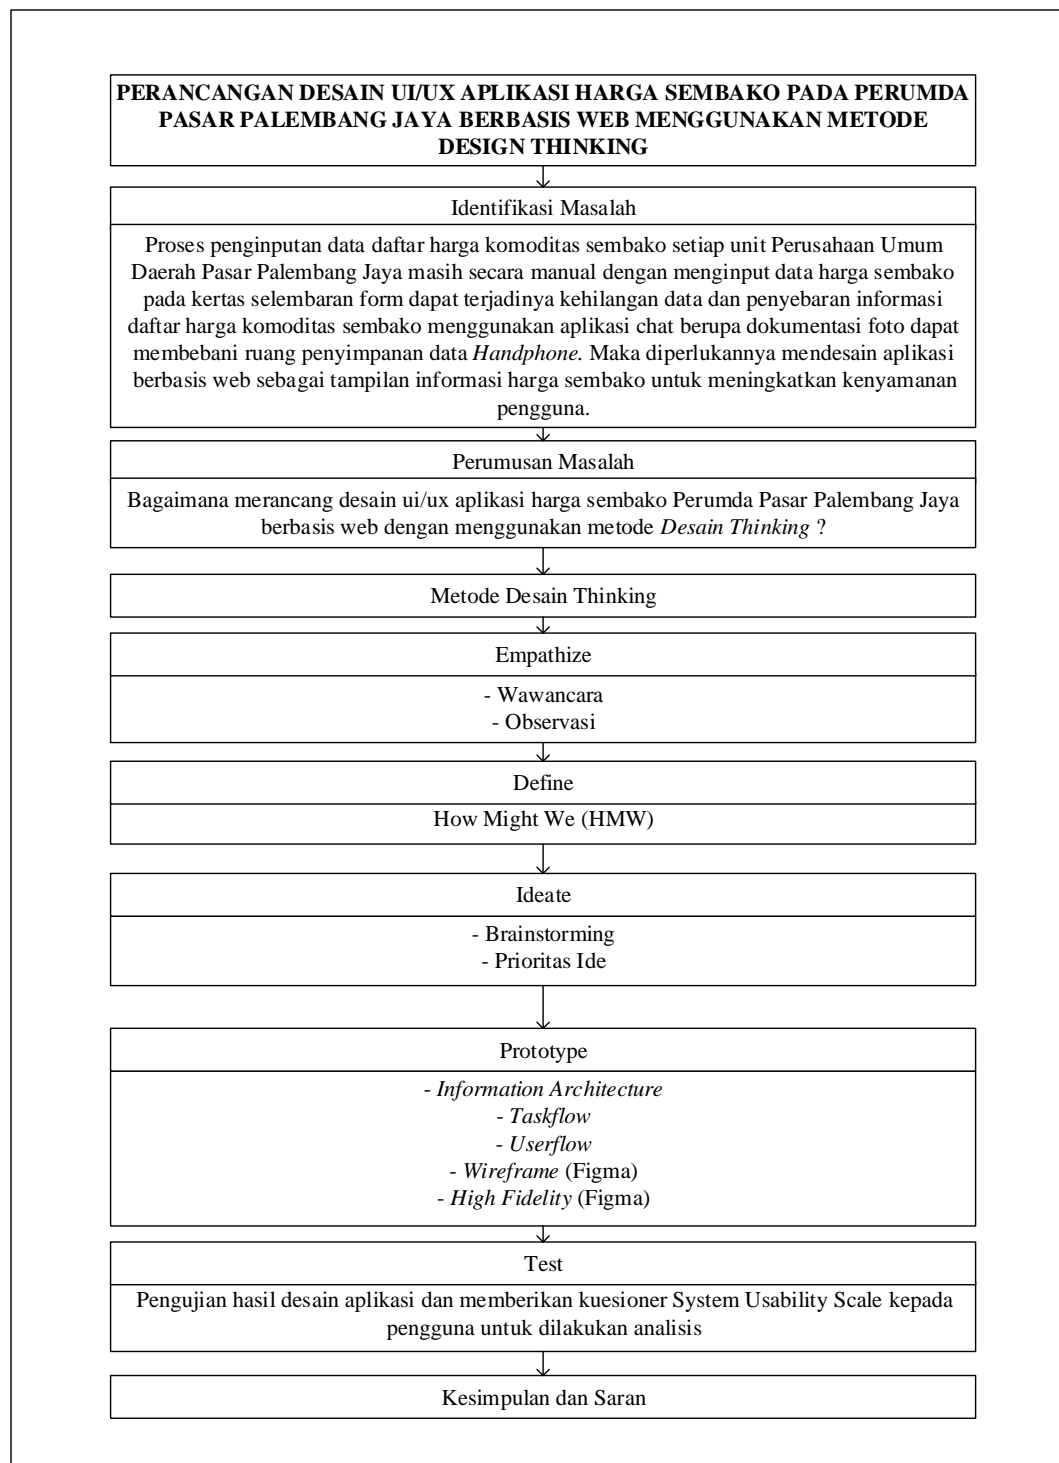 PERANCANGAN DESAIN UI/UX APLIKASI HARGA SEMBAKO PADA PERUMDA
PASAR PALEMBANG JAYA BERBASIS WEB MENGGUNAKAN METODE
DESIGN THINKING
Identifikasi Masalah
Proses penginputan data daftar harga komoditas sembako setiap unit Perusahaan Umum
Daerah Pasar Palembang Jaya masih secara manual dengan menginput data harga sembako
pada kertas selembaran form dapat terjadinya kehilangan data dan penyebaran informasi
daftar harga komoditas sembako menggunakan aplikasi chat berupa dokumentasi foto dapat
membebani ruang penyimpanan data Handphone. Maka diperlukannya mendesain aplikasi
berbasis web sebagai tampilan informasi harga sembako untuk meningkatkan kenyamanan
pengguna.
Perumusan Masalah
Bagaimana merancang desain ui/ux aplikasi harga sembako Perumda Pasar Palembang Jaya
berbasis web dengan menggunakan metode Desain Thinking ?
Metode Desain Thinking
Empathize
- Wawancara
- Observasi
Define
How Might We (HMW)
Ideate
- Brainstorming
- Prioritas Ide
Prototype
- Information Architecture
- Taskflow
- Userflow
- Wireframe (Figma)
- High Fidelity (Figma)
Test
Pengujian hasil desain aplikasi dan memberikan kuesioner System Usability Scale kepada
pengguna untuk dilakukan analisis
Kesimpulan dan Saran